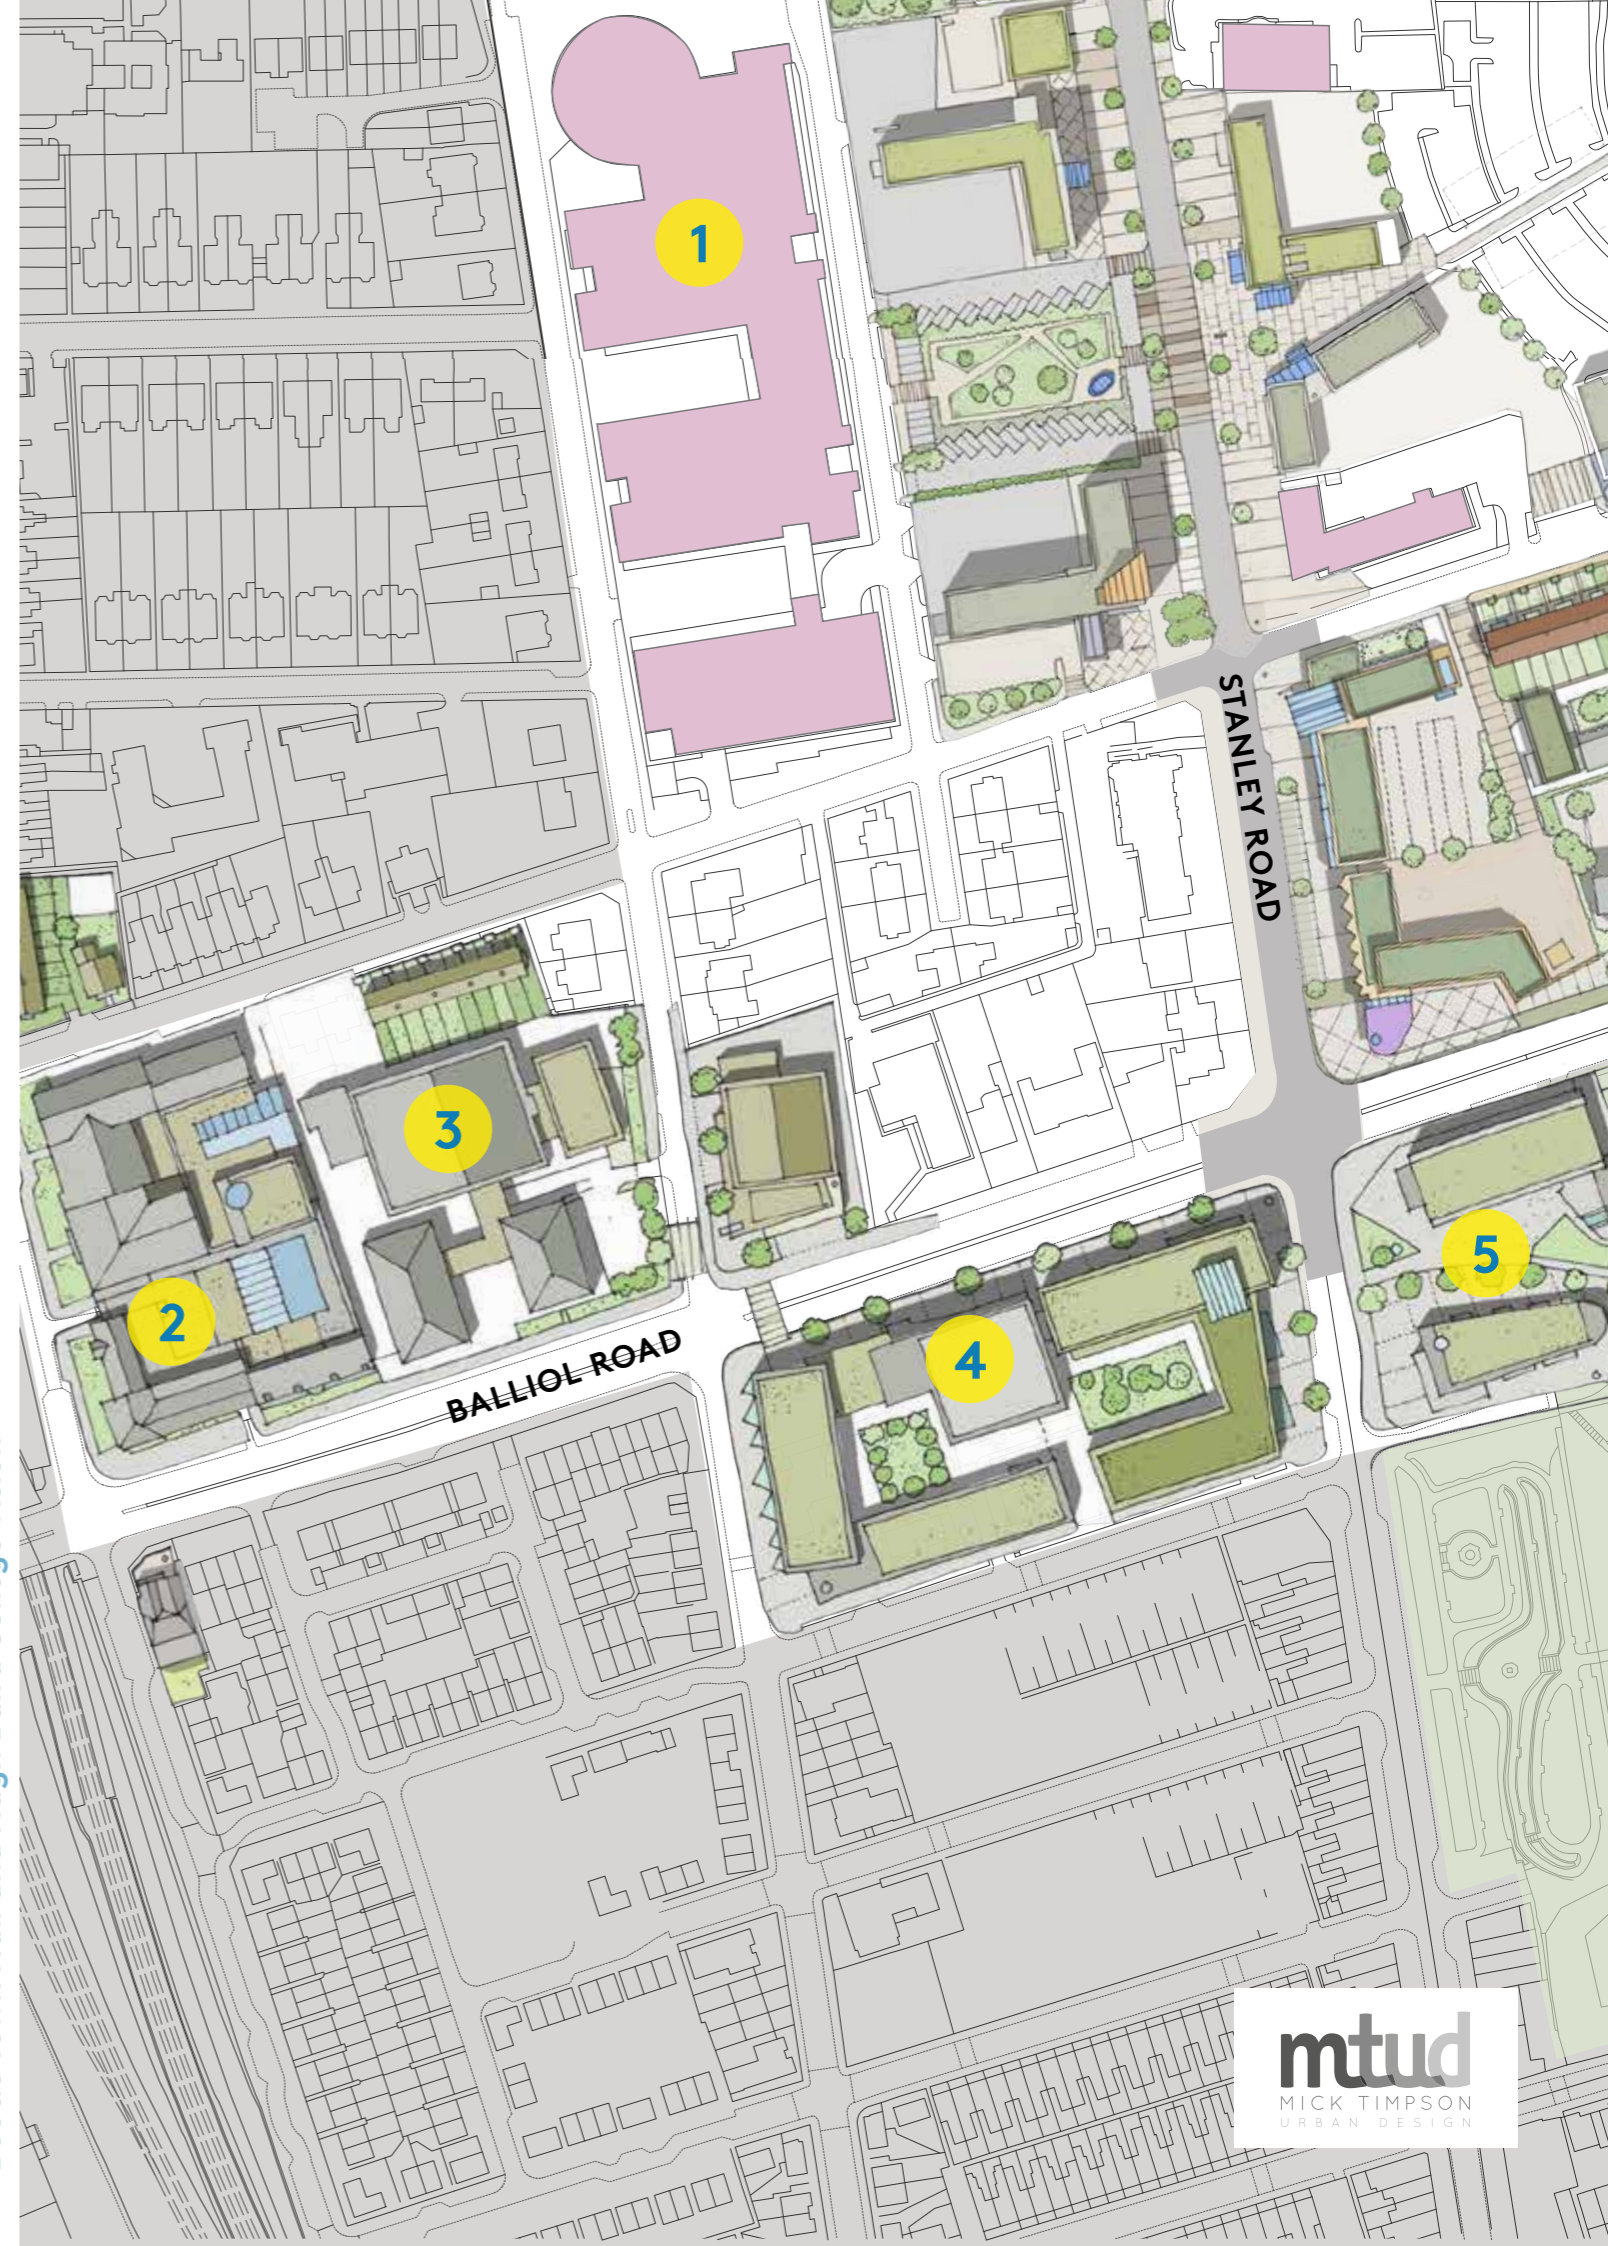 1
STANLEY ROAD
3
5
2
4
BALLIOL ROAD
mtud
MICK TIMPSON
URBAN DESIGN